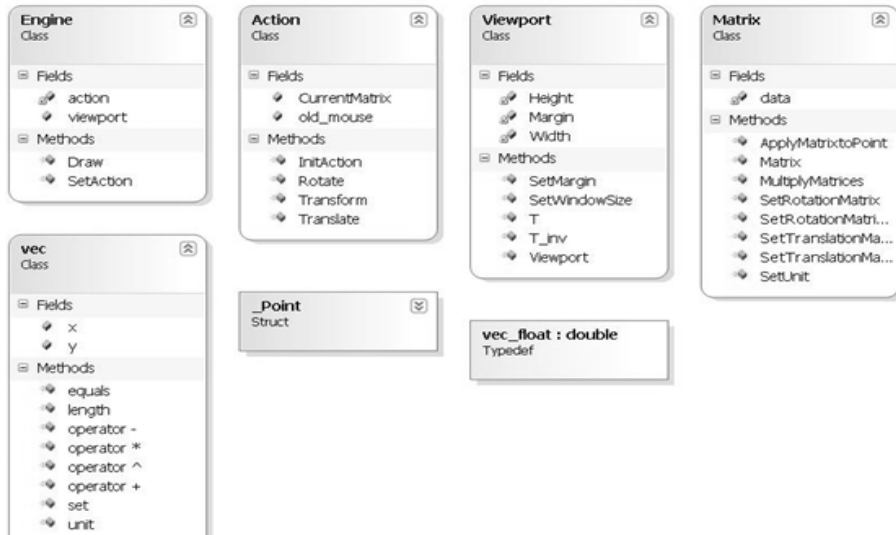 Engine
Class
Fields
action
viewport
Methods
Draw
SetAction
Action
Class
Fields
CurrentMatrix
old_mouse
Methods
InitAction
Rotate
Transform
Translate
Viewport
Class
Fields
Height
Margin
Width
Methods
SetMargin
SetWindowSize
T
T_inv
Viewport
Matrix
Class
Fields
data
Methods
ApplyMatrixtoPoint
Matrix
MultiplyMatrices
SetRotationMatrix
SetRotationMatri...
SetTranslationMa...
SetTranslationMa...
SetUnit
vec
Class
Fields
x
y
Methods
equals
length
operator -
operator *
operator ^
operator +
set
unit
_Point
Struct
vec_float : double
Typedef